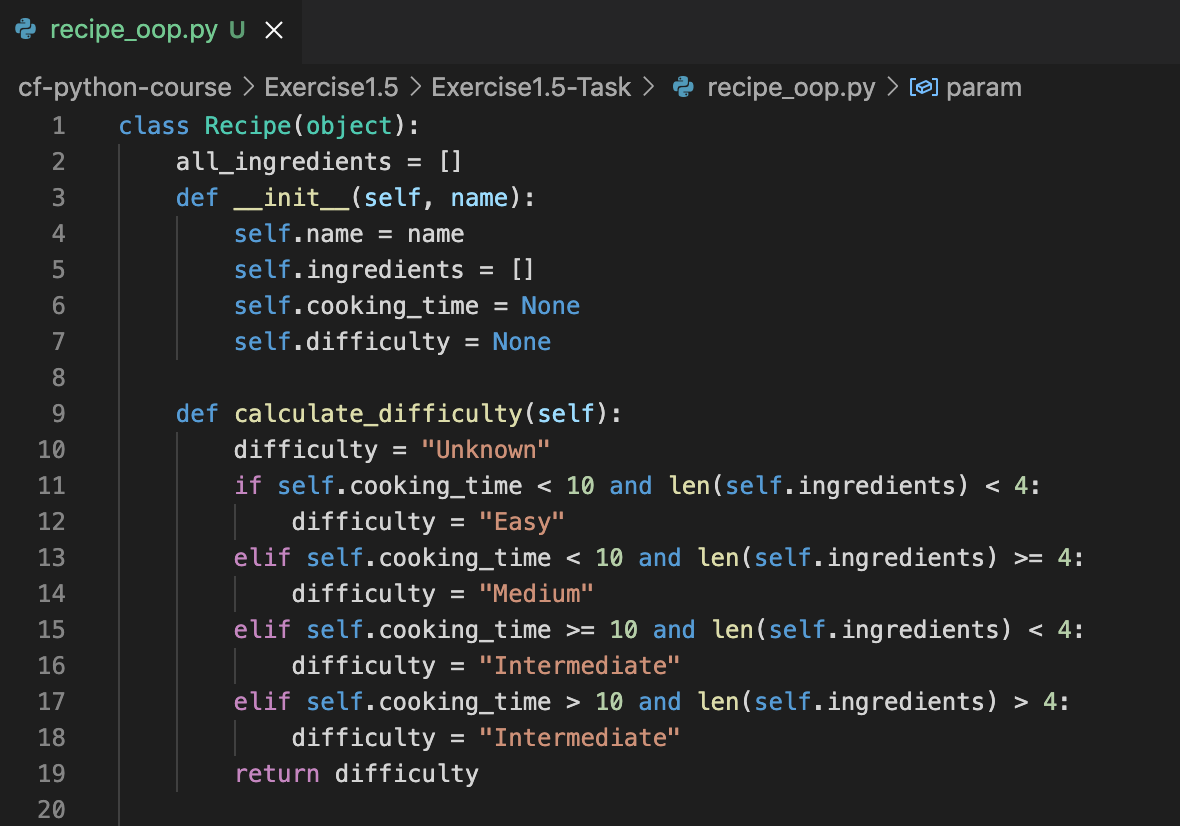 recipe_oop.py U ×
cf-python-course > Exercise1.5 > Exercise1.5-Task > recipe_oop.py > param
1 class Recipe(object):
2     all_ingredients = []
3     def __init__(self, name):
4         self.name = name
5         self.ingredients = []
6         self.cooking_time = None
7         self.difficulty = None
8
9     def calculate_difficulty(self):
10         difficulty = "Unknown"
11         if self.cooking_time < 10 and len(self.ingredients) < 4:
12             difficulty = "Easy"
13         elif self.cooking_time < 10 and len(self.ingredients) >= 4:
14             difficulty = "Medium"
15         elif self.cooking_time >= 10 and len(self.ingredients) < 4:
16             difficulty = "Intermediate"
17         elif self.cooking_time > 10 and len(self.ingredients) > 4:
18             difficulty = "Intermediate"
19         return difficulty
20